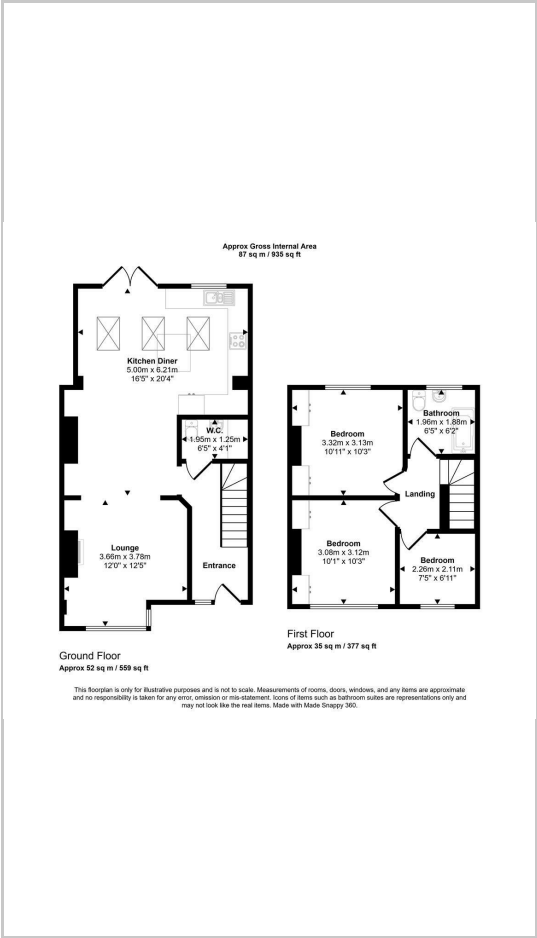 Approx Gross Internal Area
87 sq m / 935 sq ft
Kitchen Diner
5.00m x 6.21m
16'5" x 20'4"
W.C.
1.95m x 1.25m
6'5" x 4'1"
Lounge
3.66m x 3.78m
12'0" x 12'5"
Entrance
Ground Floor
Approx 52 sq m / 559 sq ft
Bedroom
3.32m x 3.13m
10'11" x 10'3"
Bathroom
1.96m x 1.88m
6'5" x 6'2"
Landing
Bedroom
3.08m x 3.12m
10'1" x 10'3"
Bedroom
2.26m x 2.11m
7'5" x 6'11"
First Floor
Approx 35 sq m / 377 sq ft
This floorplan is only for illustrative purposes and is not to scale. Measurements of rooms, doors, windows, and any items are approximate
and no responsibility is taken for any error, omission or mis-statement. Icons of items such as bathroom suites are representations only and
may not look like the real items. Made with Made Snappy 360.